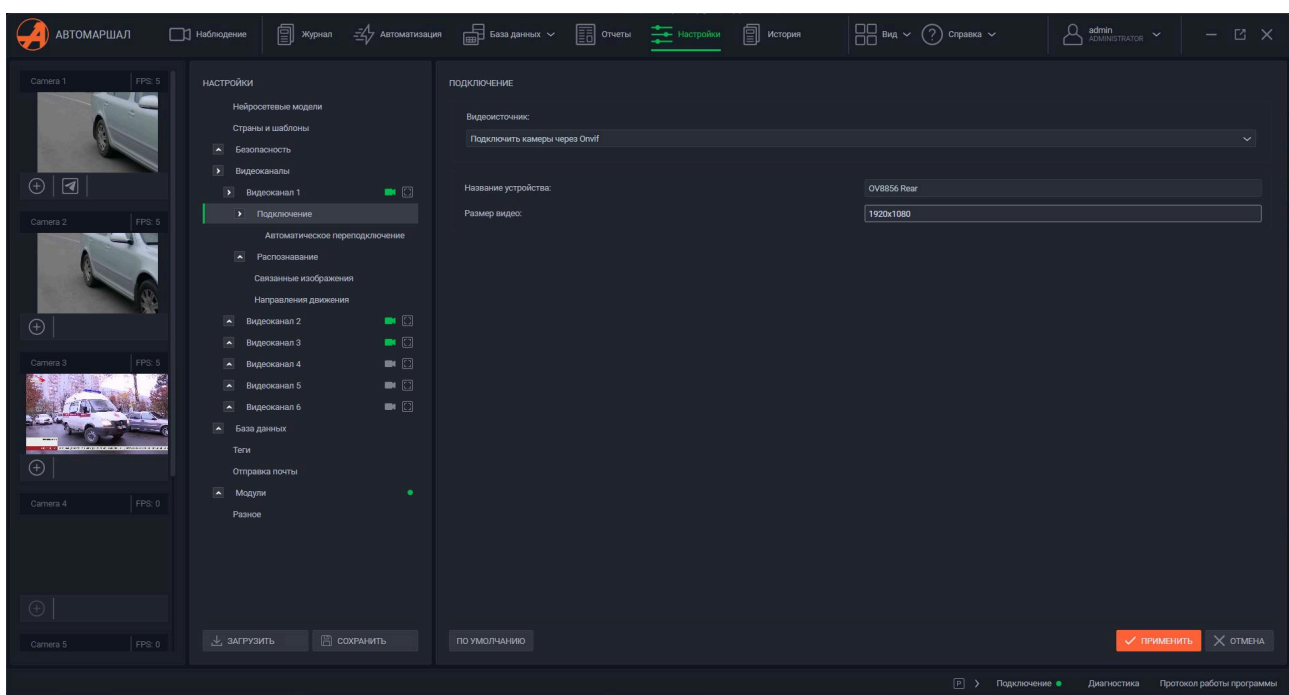 АВТОМАРШАЛ
Наблюдение
Журнал
Автоматизация
База данных
Отчеты
Настройки
История
Вид
Справка
admin
ADMINISTRATOR
Camera 1 FPS: 5
Camera 2 FPS: 5
Camera 3 FPS: 5
Camera 4 FPS: 0
Camera 5 FPS: 0
НАСТРОЙКИ
Нейросетевые модели
Страны и шаблоны
Безопасность
Видеоканалы
Видеоканал 1
Подключение
Автоматическое переподключение
Распознавание
Связанные изображения
Направления движения
Видеоканал 2
Видеоканал 3
Видеоканал 4
Видеоканал 5
Видеоканал 6
База данных
Теги
Отправка почты
Модули
Разное
ЗАГРУЗИТЬ
СОХРАНИТЬ
ПОДКЛЮЧЕНИЕ
Видеоисточник:
Подключить камеры через Onvif
Название устройства: OV8856 Rear
Размер видео: 1920x1080
ПО УМОЛЧАНИЮ
ПРИМЕНИТЬ
ОТМЕНА
P
Подключение
Диагностика
Протокол работы программы